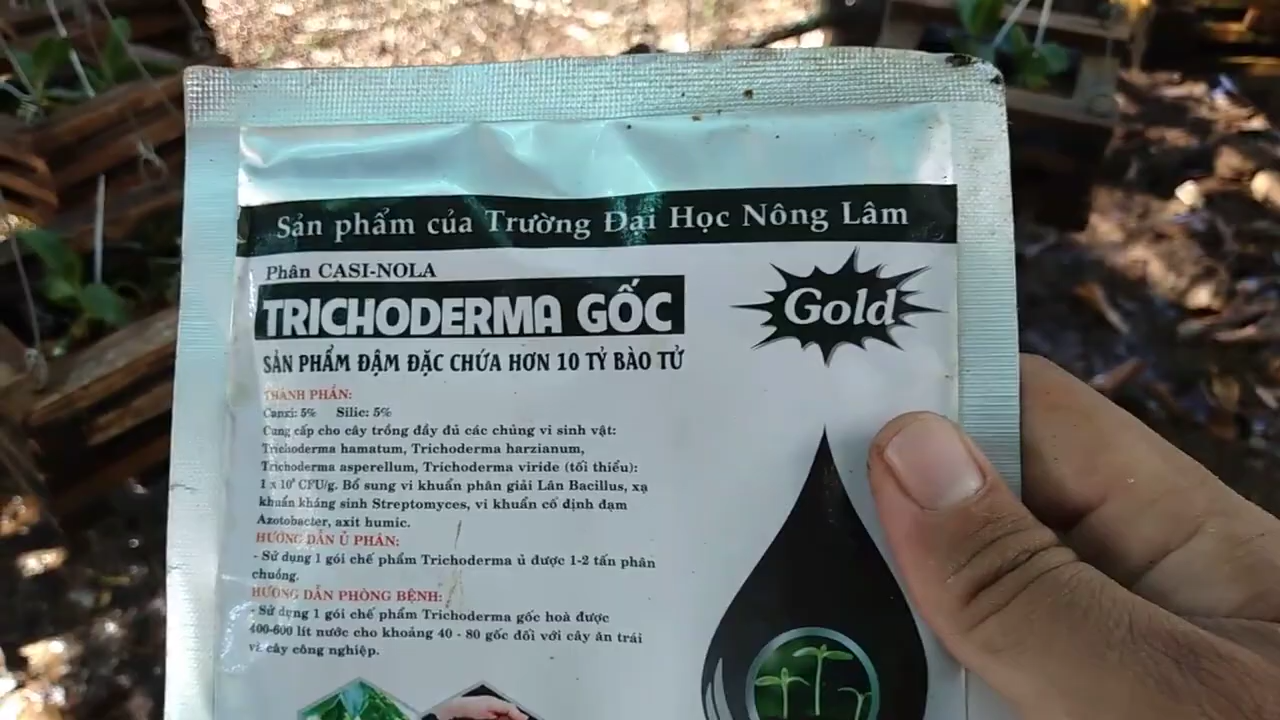 Sản phẩm của Trường Đại Học Nông Lâm
Phân CASI-NOLA
TRICHODERMA GỐC
Gold
SẢN PHẨM ĐẬM ĐẶC CHỨA HƠN 10 TỶ BÀO TỬ
THÀNH PHẦN:
Canxi: 5% Silic: 5%
Cung cấp cho cây trồng đầy đủ các chủng vi sinh vật:
Trichoderma hamatum, Trichoderma harzianum,
Trichoderma asperellum, Trichoderma viride (tối thiểu):
1 x 10⁸ CFU/g. Bổ sung vi khuẩn phân giải Lân Bacillus, xạ
khuẩn kháng sinh Streptomyces, vi khuẩn cố định đạm
Azotobacter, axit humic.
HƯỚNG DẪN Ủ PHÂN:
- Sử dụng 1 gói chế phẩm Trichoderma ủ được 1-2 tấn phân
chuồng.
HƯỚNG DẪN PHÒNG BỆNH:
- Sử dụng 1 gói chế phẩm Trichoderma gốc hoà được
400-600 lít nước cho khoảng 40 - 80 gốc đối với cây ăn trái
và cây công nghiệp.